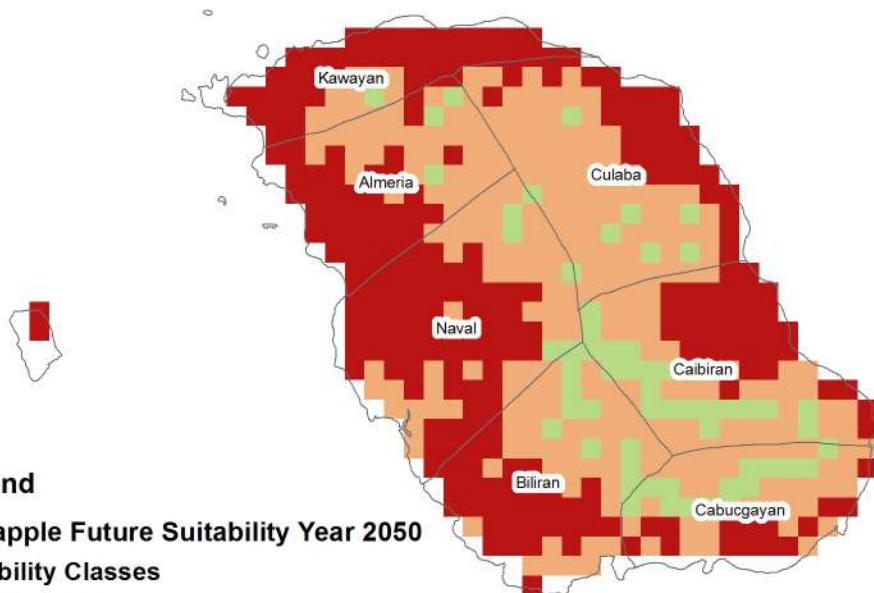 Kawayan
Culaba
Almeria
Naval
Caibiran
Biliran
Cabucgayan
nd
apple Future Suitability Year 2050
bility Classes